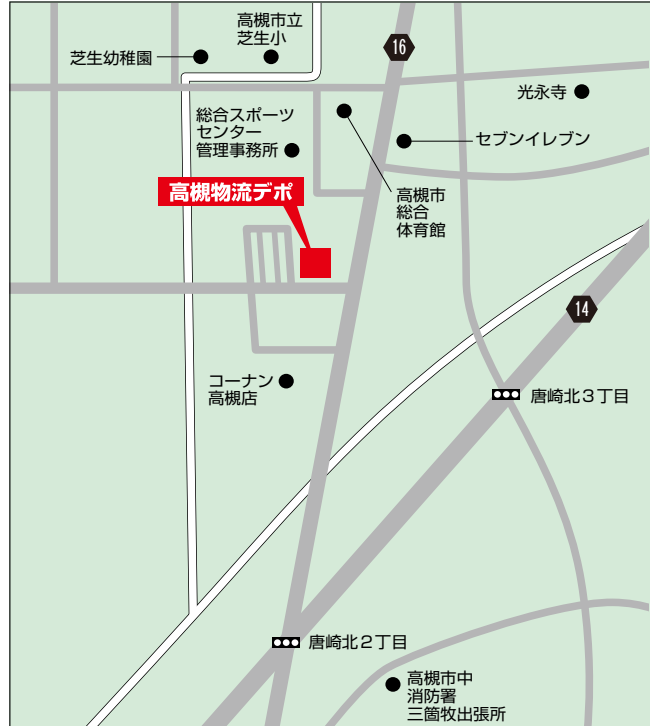 高槻市立
芝生小
芝生幼稚園
16
光永寺
総合スポーツ
センター
管理事務所
セブンイレブン
高槻物流デポ
高槻市
総合
体育館
14
コーナン
高槻店
唐崎北3丁目
唐崎北2丁目
高槻市中
消防署
三箇牧出張所